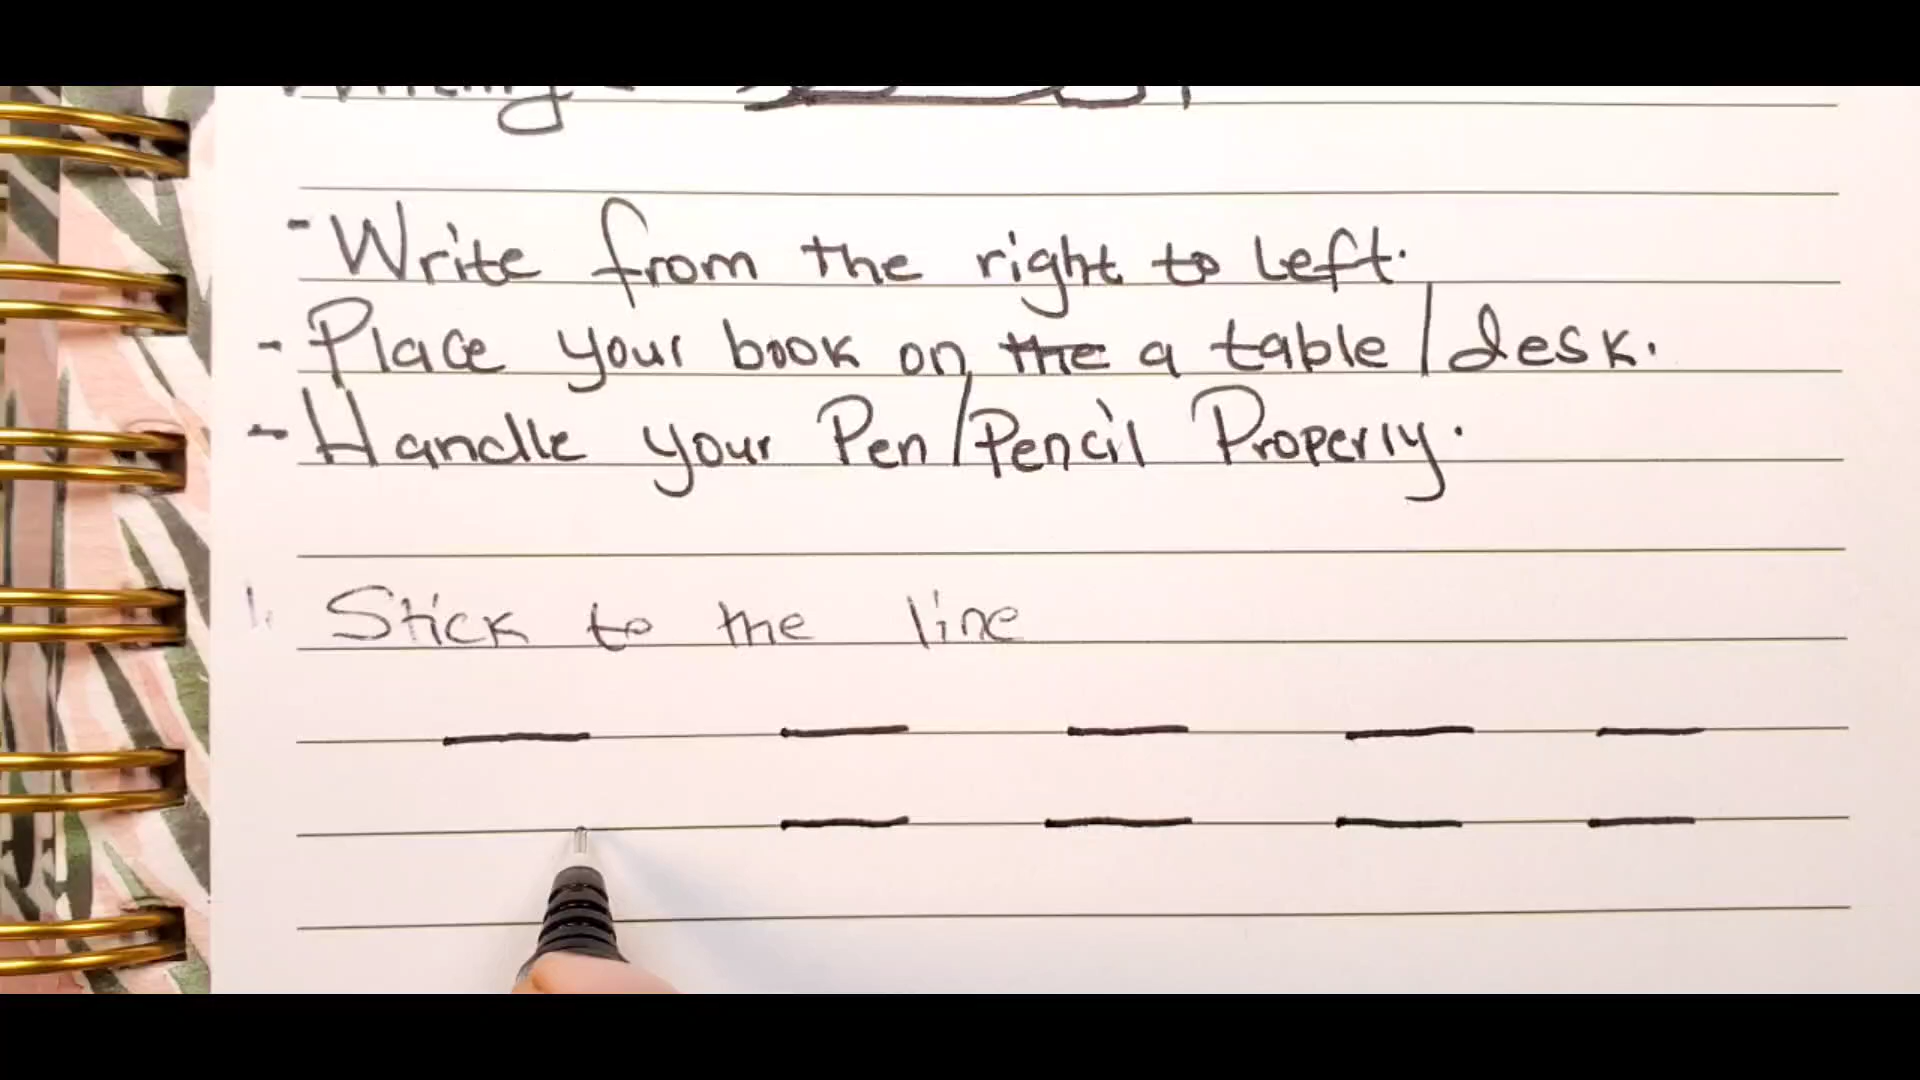 - Write from the right to left.
- Place your book on the a table/desk.
- Handle your Pen/Pencil Properly.
1. Stick to the line